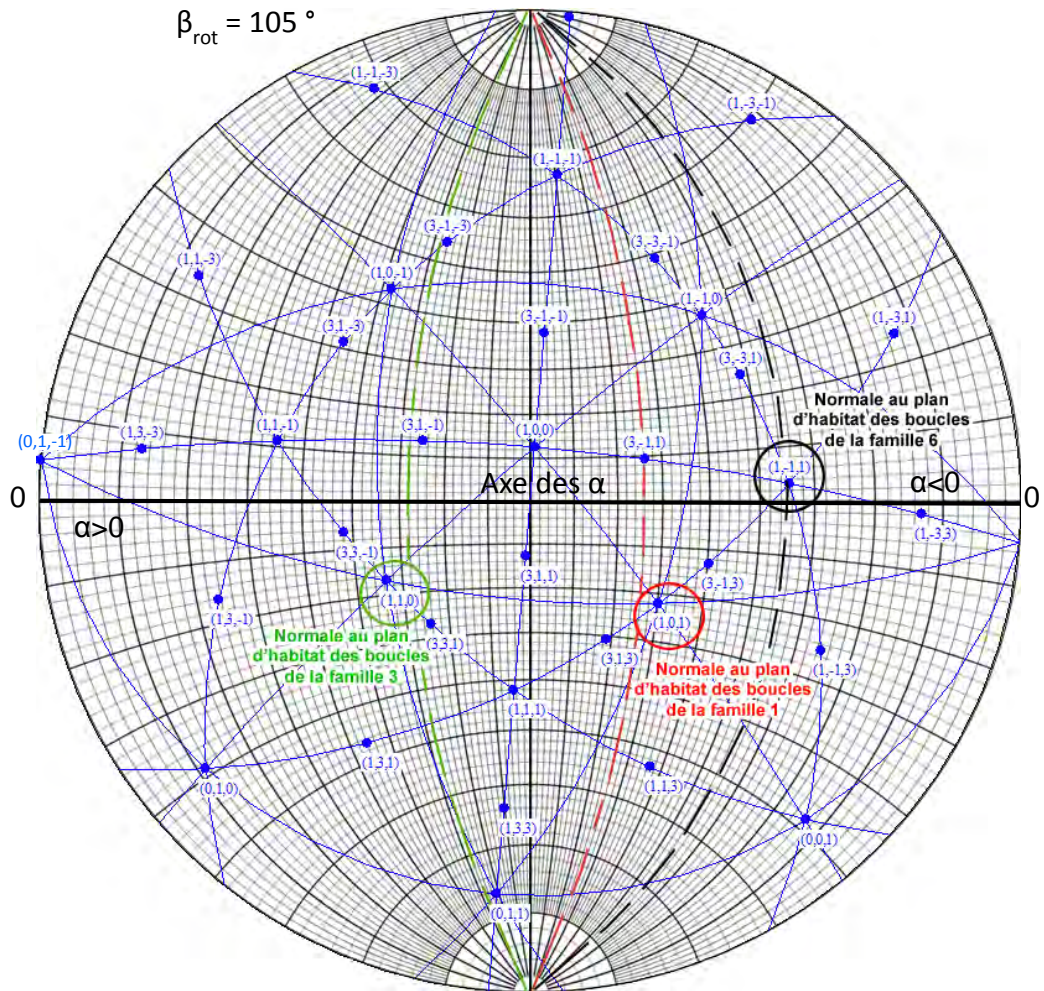 β_rot = 105 °
(1,-1,-3)
(1,-3,-1)
(1,-1,-1)
(3,-1,-3)
(3,-3,-1)
(1,1,-3)
(1,0,-1)
(1,-1,0)
(3,-1,-1)
(1,-3,1)
(3,1,-3)
(3,-3,1)
Normale au plan
d'habitat des boucles
de la famille 6
(0,1,-1)
(1,3,-3)
(1,1,-1)
(3,1,-1)
(1,0,0)
(3,-1,1)
(1,-1,1)
0
Axe des α
α<0
0
α>0
(1,-3,3)
(3,3,-1)
(3,1,1)
(3,-1,3)
(1,1,0)
(1,3,-1)
(1,0,1)
Normale au plan
d'habitat des boucles
de la famille 3
(3,3,1)
(3,1,3)
Normale au plan
d'habitat des boucles
de la famille 1
(1,-1,3)
(1,1,1)
(1,3,1)
(0,1,0)
(1,1,3)
(1,3,3)
(0,0,1)
(0,1,1)